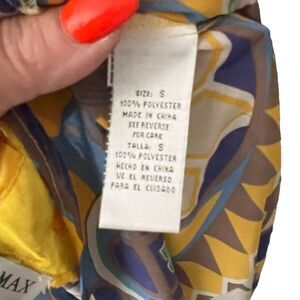 SIZE: S
100% POLYESTER
MADE IN CHINA
SEE REVERSE
FOR CARE
TALLA: S
100% POLYESTER
HECHO EN CHINA
VE EL REVERSO
PARA EL CUIDADO
MAX